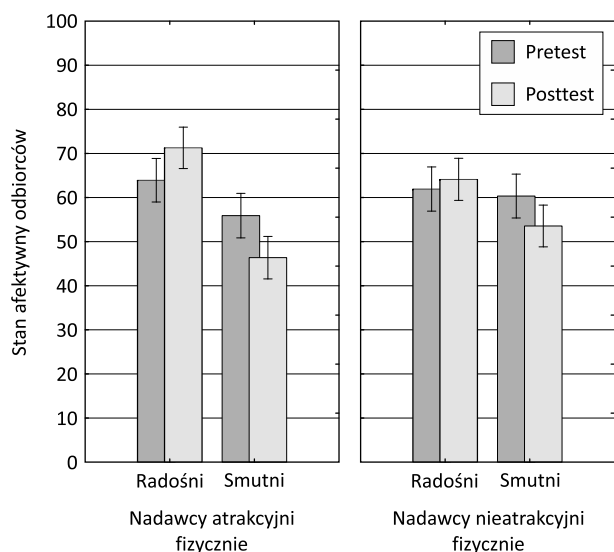 Stan afektywny odbiorców
100
90
80
70
60
50
40
30
20
10
0
Pretest
Posttest
Radośni
Smutni
Radośni
Smutni
Nadawcy atrakcyjni
fizycznie
Nadawcy nieatrakcyjni
fizycznie